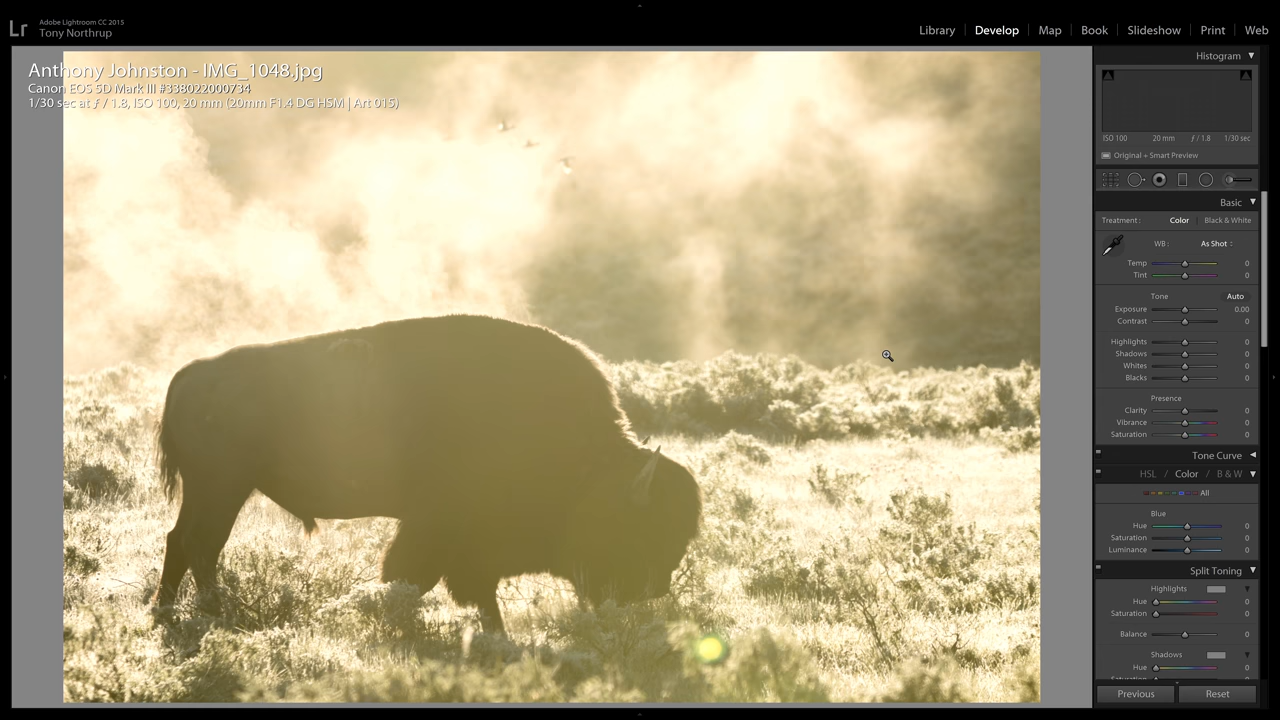 Lr
Adobe Lightroom CC 2015
Tony Northrup
Library | Develop | Map | Book | Slideshow | Print | Web
Anthony Johnston - IMG_1048.jpg
Canon EOS 5D Mark III #338022000734
1/30 sec at ƒ / 1.8, ISO 100, 20 mm (20mm F1.4 DG HSM | Art 015)
Histogram
ISO 100 20 mm ƒ / 1.8 1/30 sec
Original + Smart Preview
Basic
Treatment : Color Black & White
WB : As Shot
Temp 0
Tint 0
Tone Auto
Exposure 0.00
Contrast 0
Highlights 0
Shadows 0
Whites 0
Blacks 0
Presence
Clarity 0
Vibrance 0
Saturation 0
Tone Curve
HSL / Color / B & W
All
Blue
Hue 0
Saturation 0
Luminance 0
Split Toning
Highlights
Hue 0
Saturation 0
Balance 0
Shadows
Hue 0
Saturation 0
Previous Reset